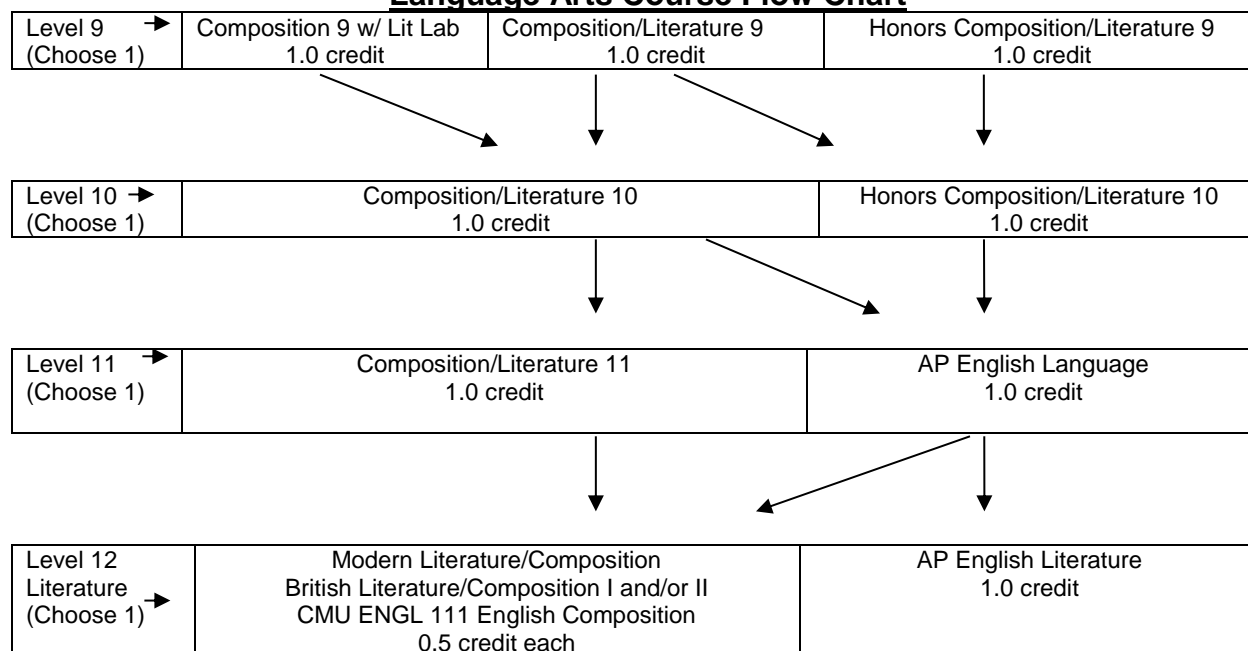 Language Arts Course Flow Chart
Level 9
(Choose 1)
Composition 9 w/ Lit Lab
1.0 credit
Composition/Literature 9
1.0 credit
Honors Composition/Literature 9
1.0 credit
Level 10
(Choose 1)
Composition/Literature 10
1.0 credit
Honors Composition/Literature 10
1.0 credit
Level 11
(Choose 1)
Composition/Literature 11
1.0 credit
AP English Language
1.0 credit
Level 12
Literature
(Choose 1)
Modern Literature/Composition
British Literature/Composition I and/or II
CMU ENGL 111 English Composition
0.5 credit each
AP English Literature
1.0 credit